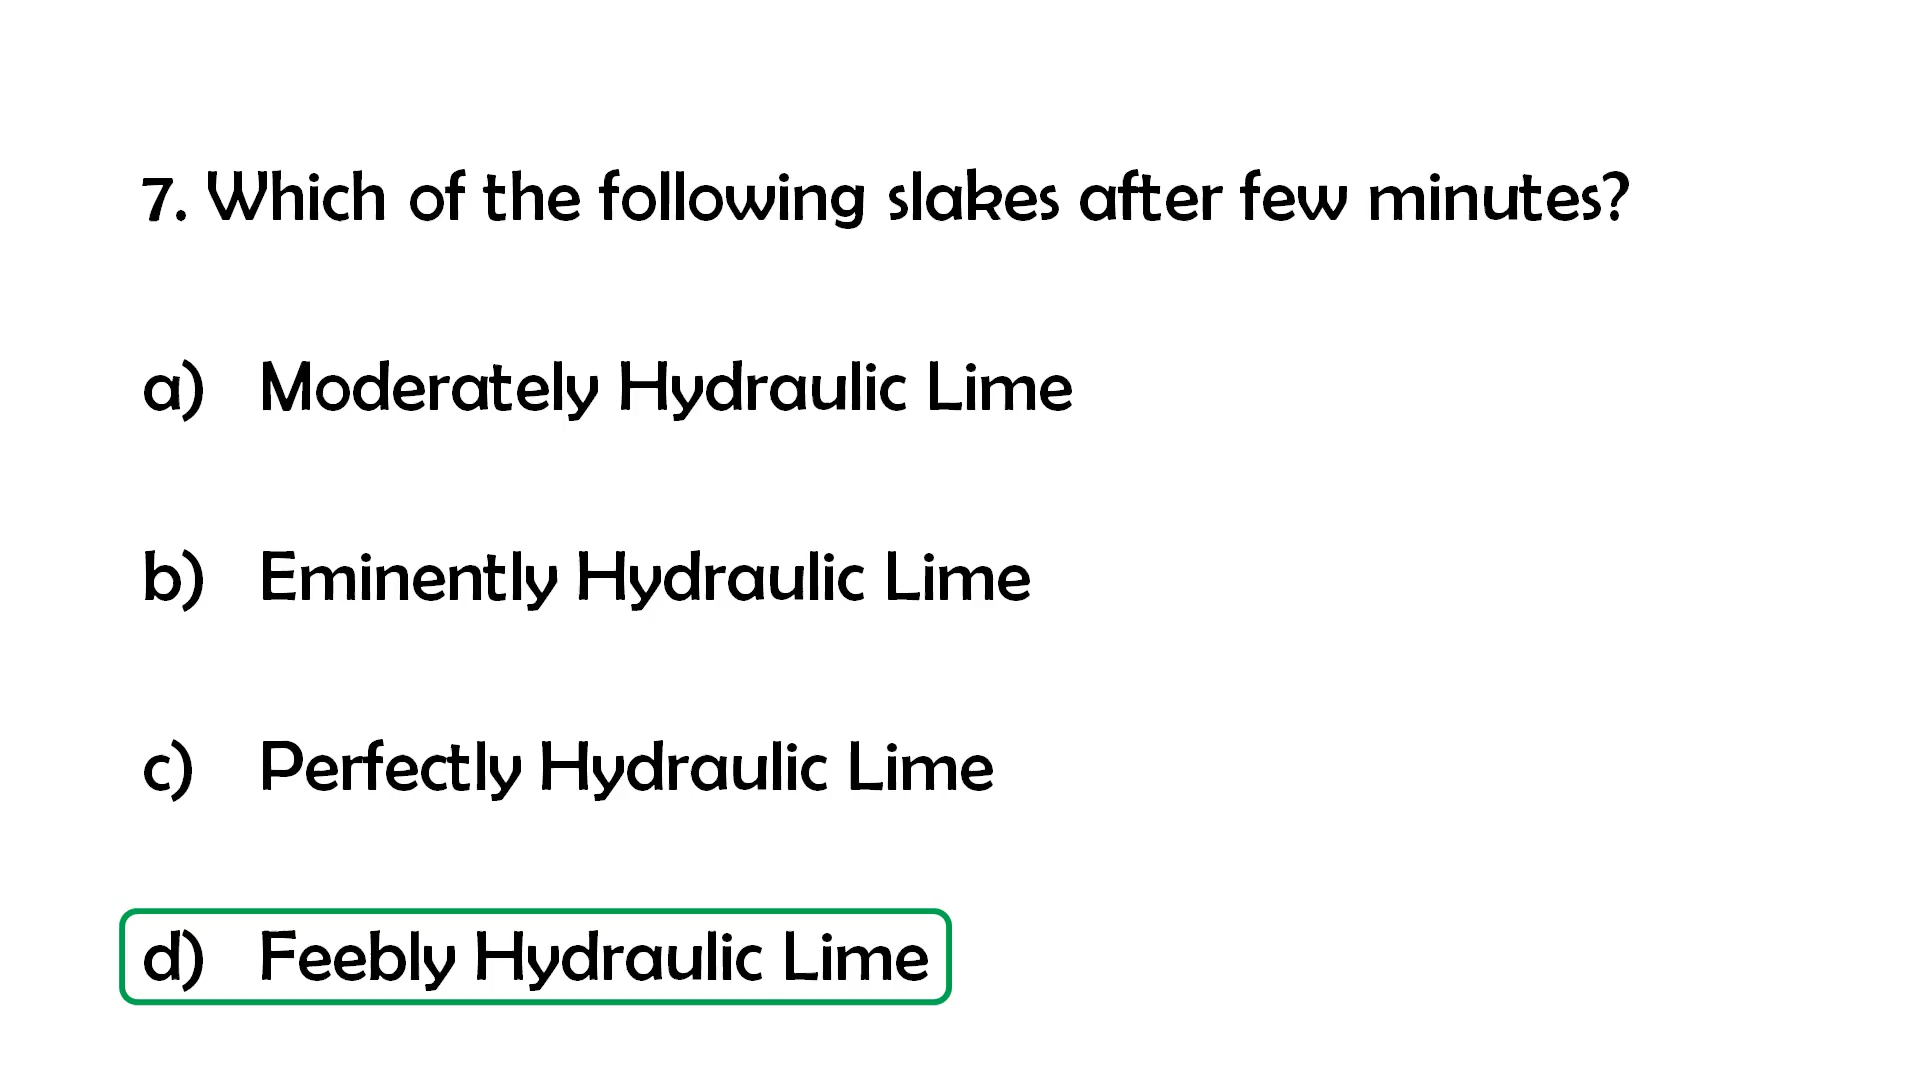 7. Which of the following slakes after few minutes?
a) Moderately Hydraulic Lime
b) Eminently Hydraulic Lime
c) Perfectly Hydraulic Lime
d) Feebly Hydraulic Lime